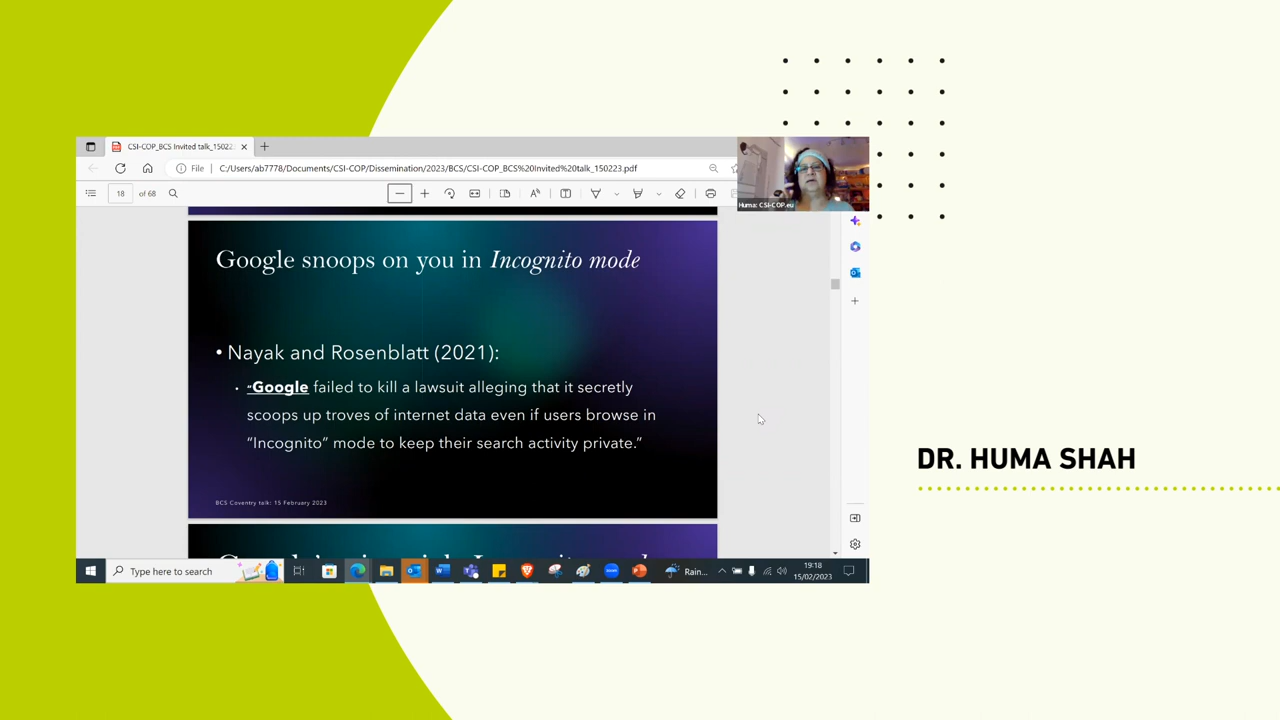 CSI-COP_BCS Invited talk_15022
File
C:/Users/ab7778/Documents/CSI-COP/Dissemination/2023/BCS/CSI-COP_BCS%20Invited%20talk_150223.pdf
18 of 68
Huma: CSI-COP.eu
Google snoops on you in Incognito mode
• Nayak and Rosenblatt (2021):
• “Google failed to kill a lawsuit alleging that it secretly
scoops up troves of internet data even if users browse in
“Incognito” mode to keep their search activity private.”
BCS Coventry talk: 15 February 2023
DR. HUMA SHAH
Type here to search
Rain...
19:18
15/02/2023